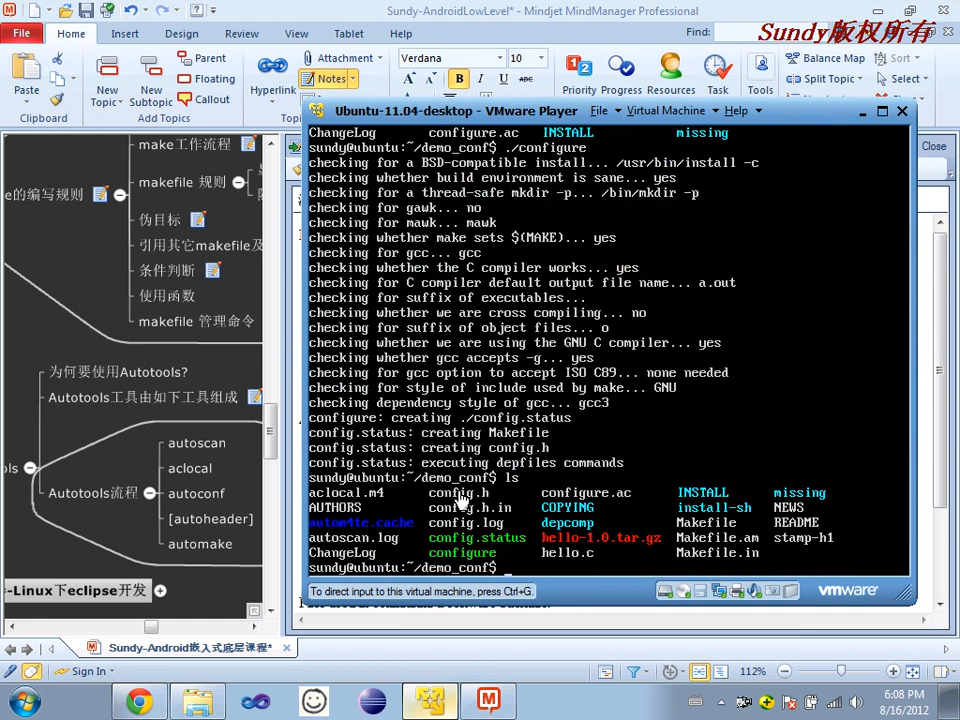 Sundy-AndroidLowLevel* - Mindjet MindManager Professional
File Home Insert Design Review View Tablet Help Find:
Sundy版权所有
Paste
Clipboard
New Topic
New Subtopic
Parent
Floating
Callout
Add Topics
Hyperlink
Attachment
Notes
Verdana 10
B I U
Priority Progress Resources Task
Tools
Balance Map Sort
Split Topic Select
Ubuntu-11.04-desktop - VMware Player File Virtual Machine Help
Close
make工作流程
makefile 规则
e的编写规则
伪目标
引用其它makefile及
条件判断
使用函数
makefile 管理命令
为何要使用Autotools?
Autotools工具由如下工具组成
autoscan
aclocal
ols Autotools流程 autoconf
[autoheader]
automake
-Linux下eclipse开发
ChangeLog configure.ac INSTALL missing
sundy@ubuntu:~/demo_conf$ ./configure
checking for a BSD-compatible install... /usr/bin/install -c
checking whether build environment is sane... yes
checking for a thread-safe mkdir -p... /bin/mkdir -p
checking for gawk... no
checking for mawk... mawk
checking whether make sets $(MAKE)... yes
checking for gcc... gcc
checking whether the C compiler works... yes
checking for C compiler default output file name... a.out
checking for suffix of executables...
checking whether we are cross compiling... no
checking for suffix of object files... o
checking whether we are using the GNU C compiler... yes
checking whether gcc accepts -g... yes
checking for gcc option to accept ISO C89... none needed
checking for style of include used by make... GNU
checking dependency style of gcc... gcc3
configure: creating ./config.status
config.status: creating Makefile
config.status: creating config.h
config.status: executing depfiles commands
sundy@ubuntu:~/demo_conf$ ls
aclocal.m4 config.h configure.ac INSTALL missing
AUTHORS config.h.in COPYING install-sh NEWS
autom4te.cache config.log depcomp Makefile README
autoscan.log config.status hello-1.0.tar.gz Makefile.am stamp-h1
ChangeLog configure hello.c Makefile.in
sundy@ubuntu:~/demo_conf$ _
To direct input to this virtual machine, press Ctrl+G.
vmware
Sundy-Android嵌入式底层课程*
Sign In
112%
6:08 PM
8/16/2012